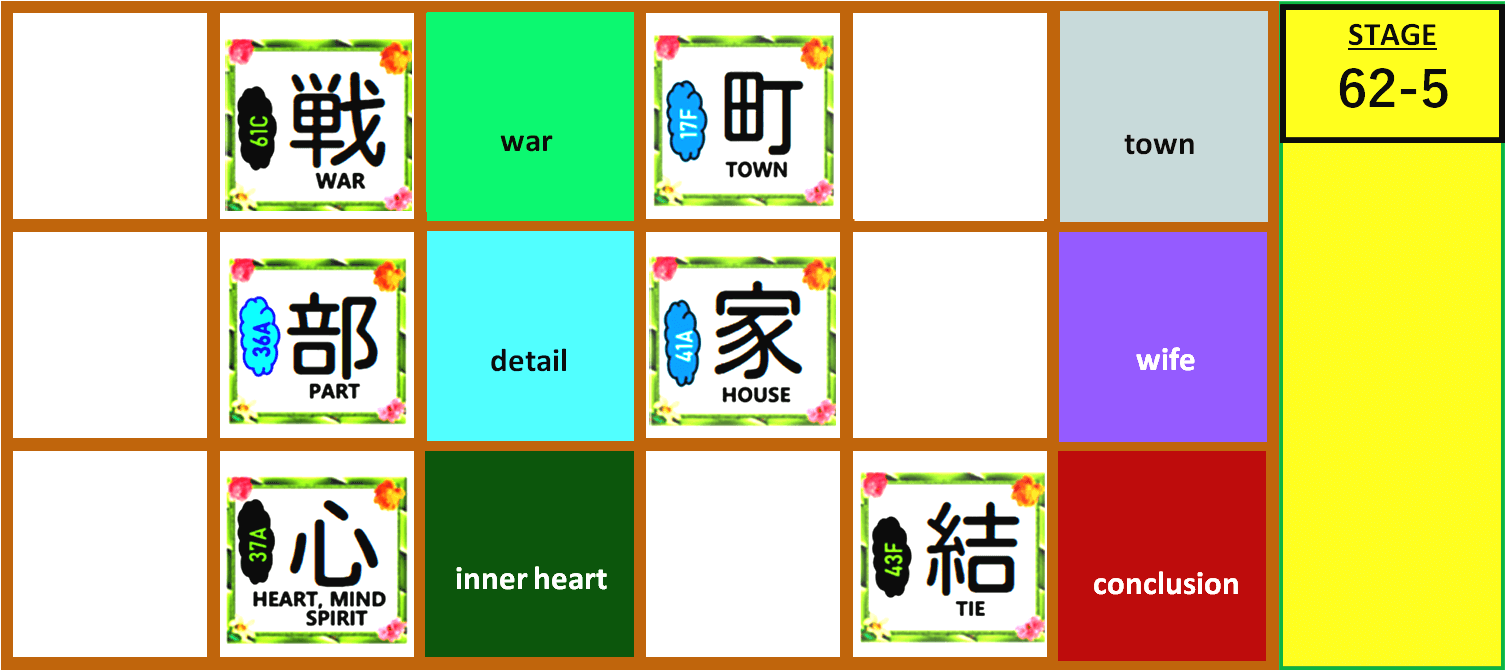 61C
戦
WAR
war
17F
町
TOWN
town
STAGE
62-5
36A
部
PART
detail
41A
家
HOUSE
wife
37A
心
HEART, MIND
SPIRIT
inner heart
43F
結
TIE
conclusion